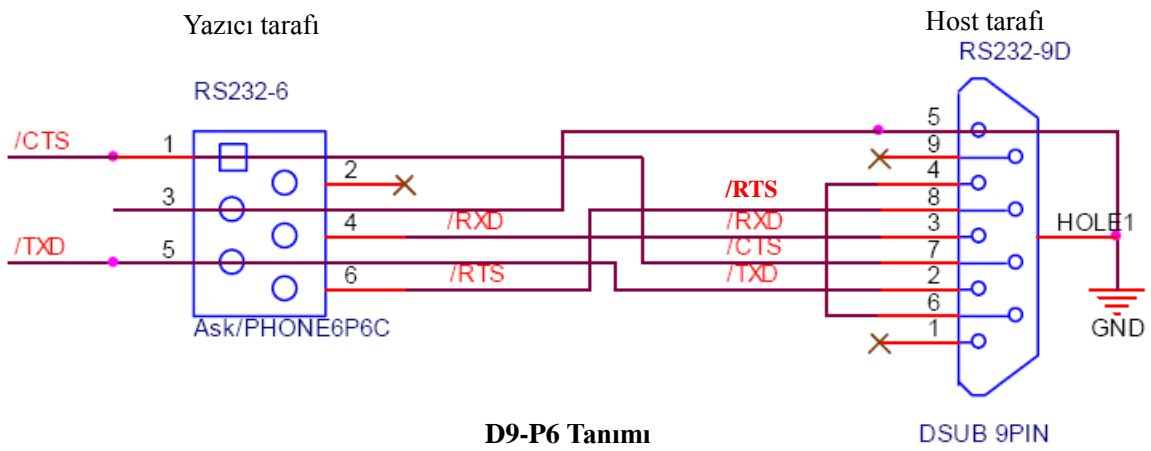 Yazıcı tarafı
Host tarafı
RS232-9D
RS232-6
/CTS
1
2
3
4
/RXD
/TXD
5
6
/RTS
Ask/PHONE6P6C
5
9
4
/RTS
8
/RXD
3
/CTS
7
/TXD
2
6
1
HOLE1
GND
D9-P6 Tanımı
DSUB 9PIN